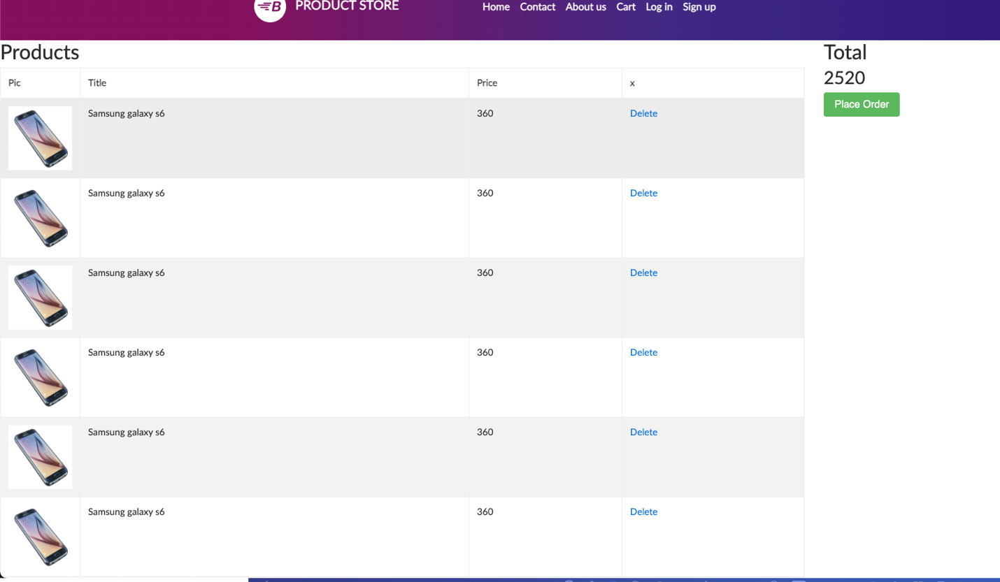 B PRODUCT STORE Home Contact About us Cart Log in Sign up
Products
Pic Title Price x
Samsung galaxy s6 360 Delete
Samsung galaxy s6 360 Delete
Samsung galaxy s6 360 Delete
Samsung galaxy s6 360 Delete
Samsung galaxy s6 360 Delete
Samsung galaxy s6 360 Delete
Total
2520
Place Order